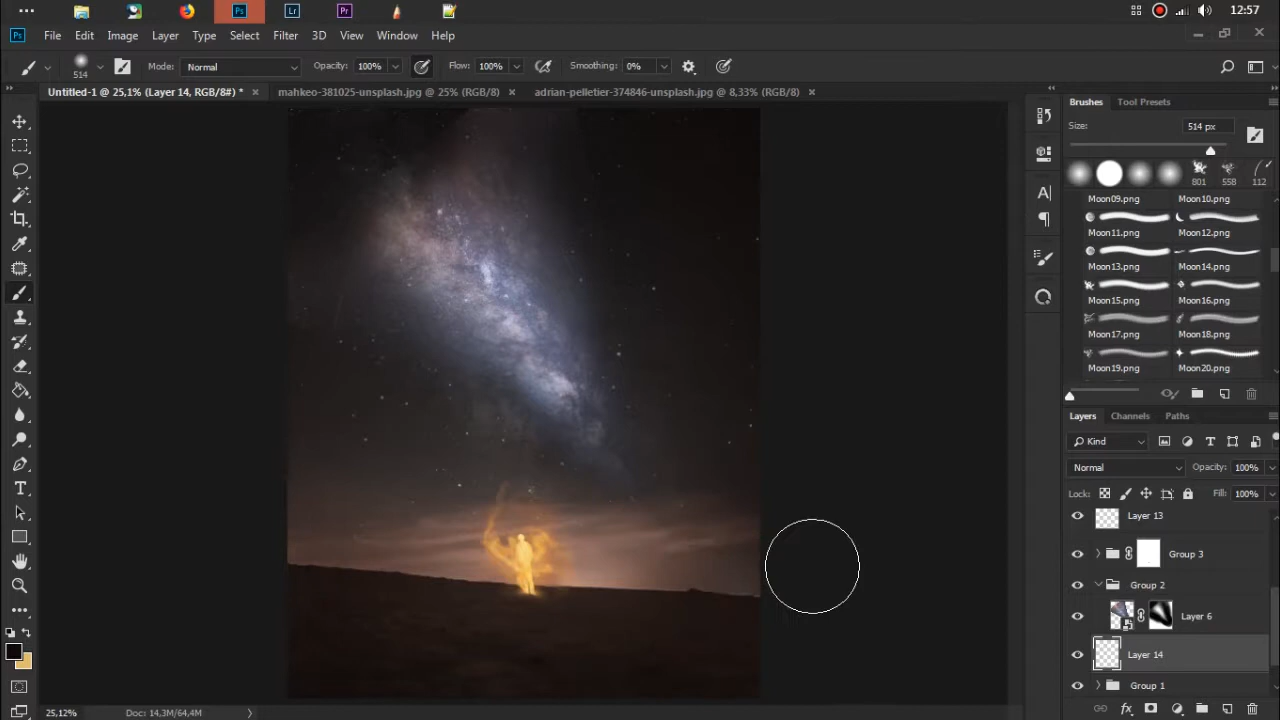 Ps Lr Pr 12:57
Ps File Edit Image Layer Type Select Filter 3D View Window Help
514 Mode: Normal Opacity: 100% Flow: 100% Smoothing: 0%
Untitled-1 @ 25,1% (Layer 14, RGB/8#) * mahkeo-381025-unsplash.jpg @ 25% (RGB/8) adrian-pelletier-374846-unsplash.jpg @ 8,33% (RGB/8)
Brushes Tool Presets
Size: 514 px
801 558 112
Moon09.png Moon10.png
Moon11.png Moon12.png
Moon13.png Moon14.png
Moon15.png Moon16.png
Moon17.png Moon18.png
Moon19.png Moon20.png
Layers Channels Paths
Kind
Normal Opacity: 100%
Lock: Fill: 100%
Layer 13
Group 3
Group 2
Layer 6
Layer 14
Group 1
25,12% Doc: 14,3M/64,4M